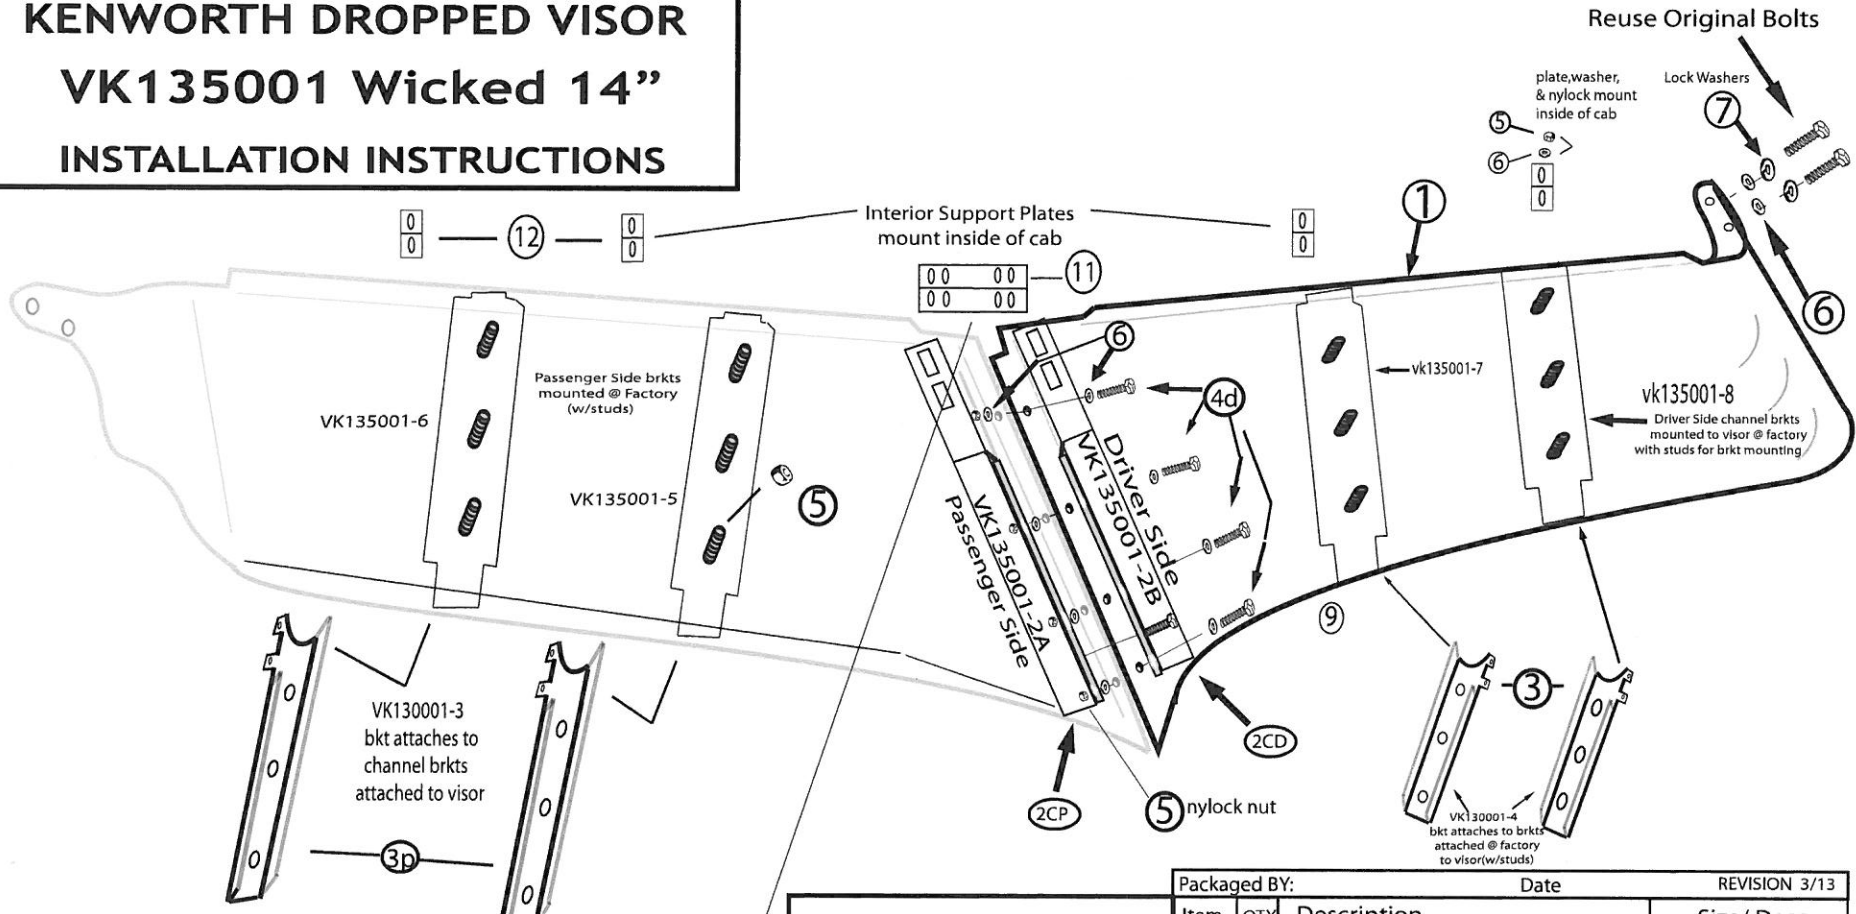 KENWORTH DROPPED VISOR
VK135001 Wicked 14”
INSTALLATION INSTRUCTIONS
Reuse Original Bolts
plate,washer,
& nylock mount
inside of cab
Lock Washers
7
5
6
1
6
12
Interior Support Plates
mount inside of cab
11
6
4d
Passenger Side brkts
mounted @ Factory
(w/studs)
VK135001-6
VK135001-5
5
VK135001-2A
Passenger Side
Driver Side
VK135001-2B
vk135001-7
vk135001-8
Driver Side channel brkts
mounted to visor @ factory
with studs for brkt mounting
9
3
VK130001-3
bkt attaches to
channel brkts
attached to visor
3p
2CD
2CP
5 nylock nut
VK130001-4
bkt attaches to brkts
attached @ factory
to visor(w/studs)
Packaged BY: Date REVISION 3/13
Item QTY Description